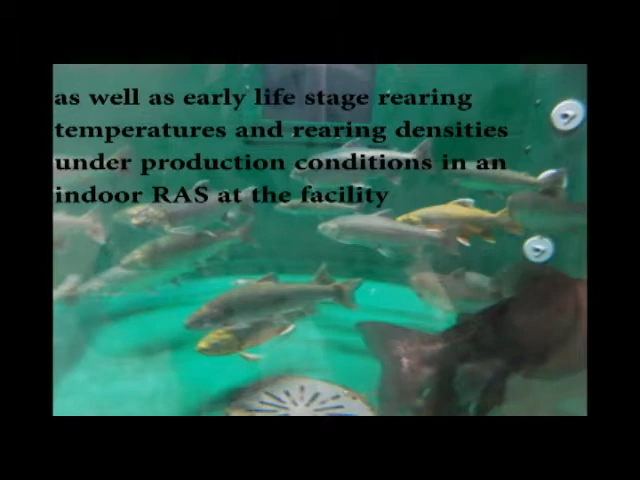 as well as early life stage rearing
temperatures and rearing densities
under production conditions in an
indoor RAS at the facility